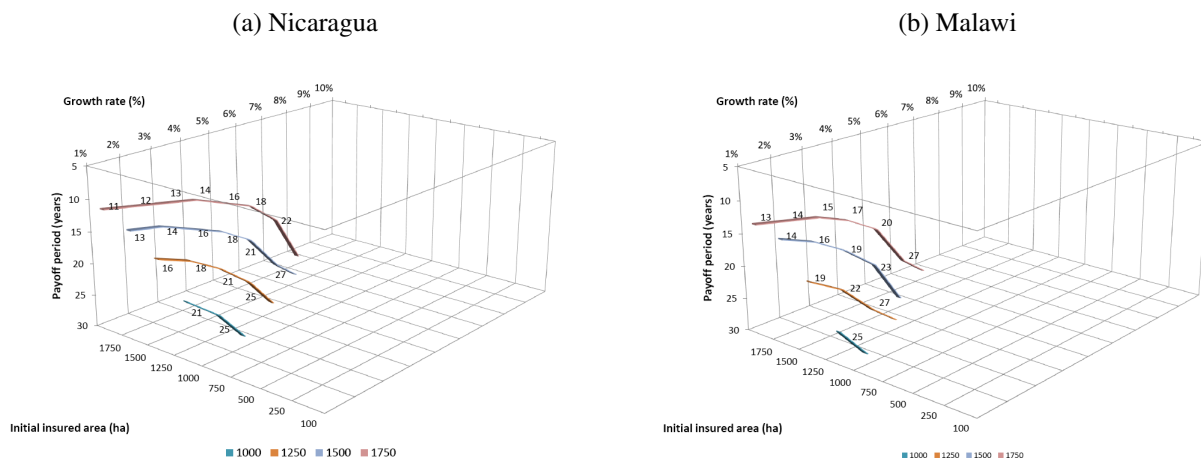 (a) Nicaragua
Growth rate (%)
1% 2% 3% 4% 5% 6% 7% 8% 9% 10%
Payoff period (years)
5
10
15
20
25
30
11 12 13 14 16 18 22
13 14 16 18 21 27
16 18 21 25
21 25
1750 1500 1250 1000 750 500 250 100
Initial insured area (ha)
1000 1250 1500 1750
(b) Malawi
Growth rate (%)
1% 2% 3% 4% 5% 6% 7% 8% 9% 10%
Payoff period (years)
5
10
15
20
25
30
13 14 15 17 20 27
14 16 19 23
19 22 27
25
1750 1500 1250 1000 750 500 250 100
Initial insured area (ha)
1000 1250 1500 1750